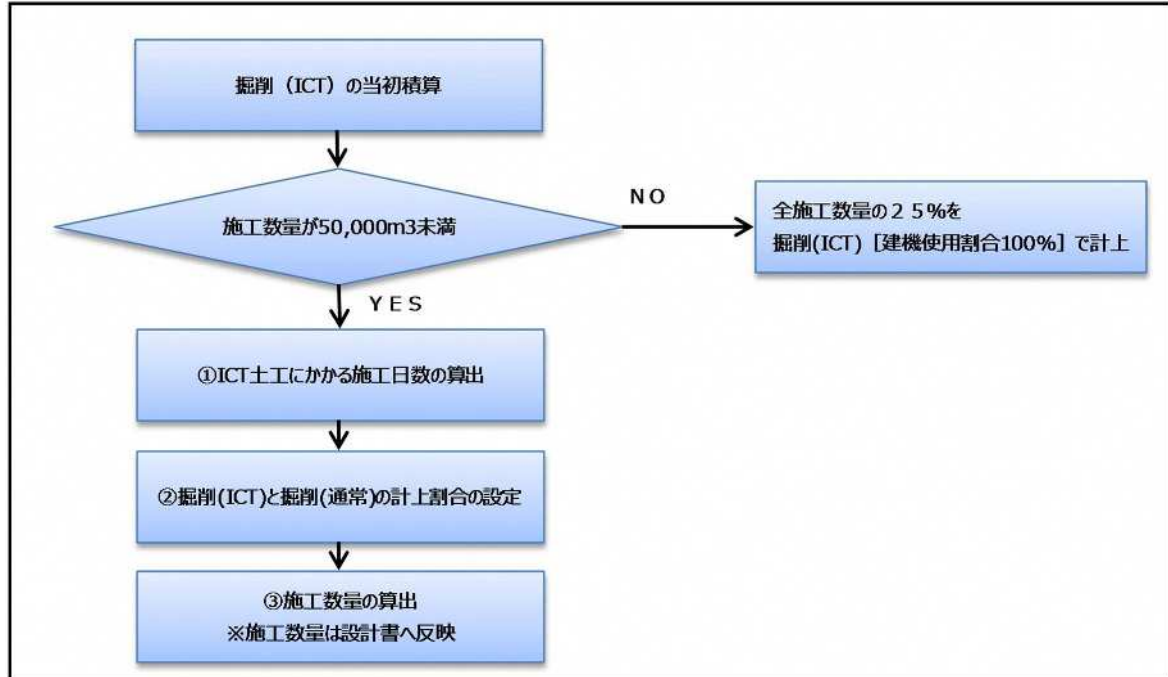 掘削（ICT）の当初積算
施工数量が50,000m3未満
NO
全施工数量の２５%を
掘削(ICT)［建機使用割合100%］で計上
YES
①ICT土工にかかる施工日数の算出
②掘削(ICT)と掘削(通常)の計上割合の設定
③施工数量の算出
※施工数量は設計書へ反映